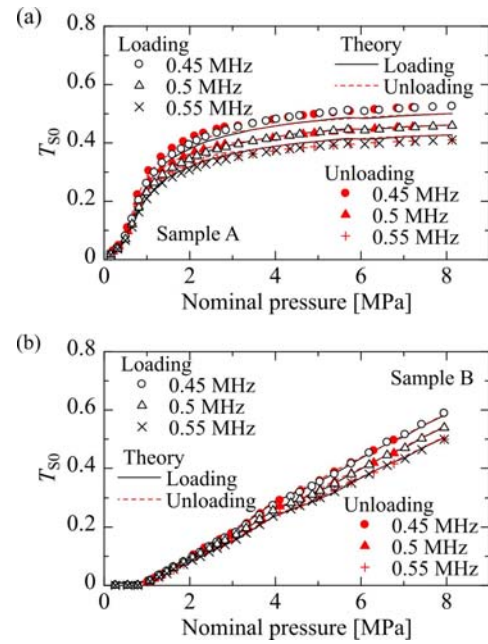 (a)
0.8
Loading
○ 0.45 MHz
△ 0.5 MHz
× 0.55 MHz
Theory
Loading
Unloading
0.6
T_S0
0.4
0.2
0
Unloading
● 0.45 MHz
▲ 0.5 MHz
+ 0.55 MHz
Sample A
0 2 4 6 8
Nominal pressure [MPa]
(b)
0.8
Loading
○ 0.45 MHz
△ 0.5 MHz
× 0.55 MHz
Sample B
0.6
T_S0
0.4
0.2
0
Theory
Loading
Unloading
Unloading
● 0.45 MHz
▲ 0.5 MHz
+ 0.55 MHz
0 2 4 6 8
Nominal pressure [MPa]